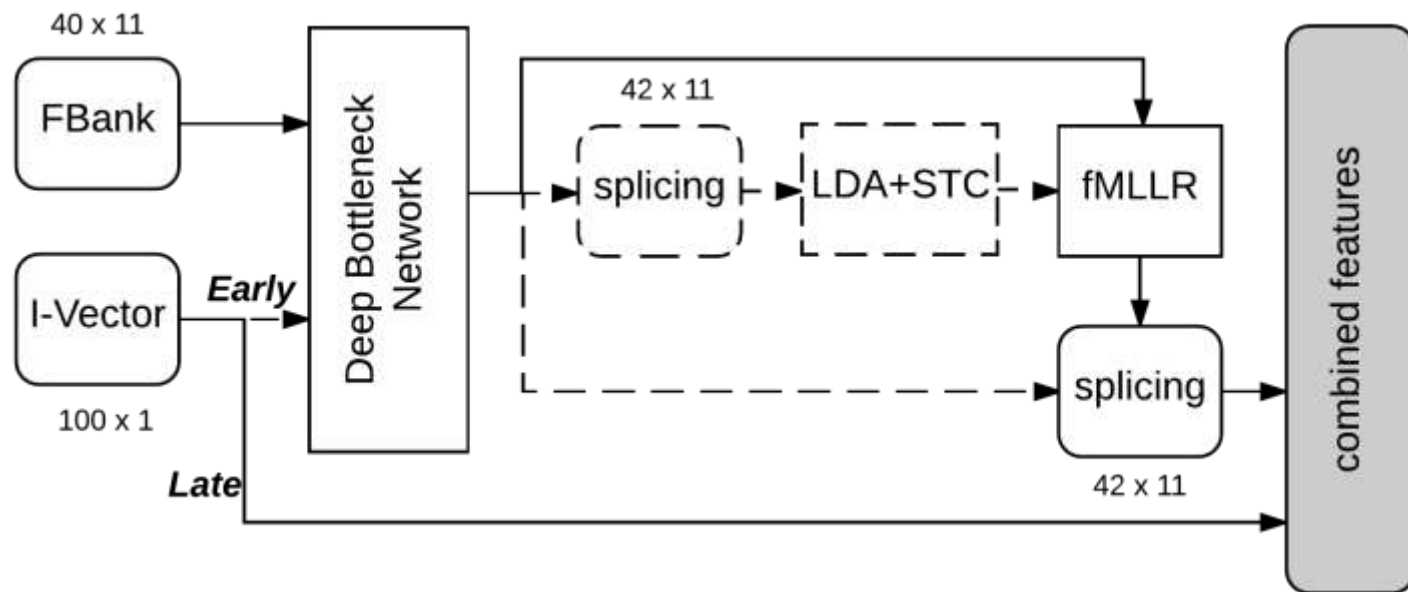 40 x 11
FBank
I-Vector
100 x 1
Early
Late
Deep Bottleneck
Network
42 x 11
splicing
LDA+STC
fMLLR
splicing
42 x 11
combined features